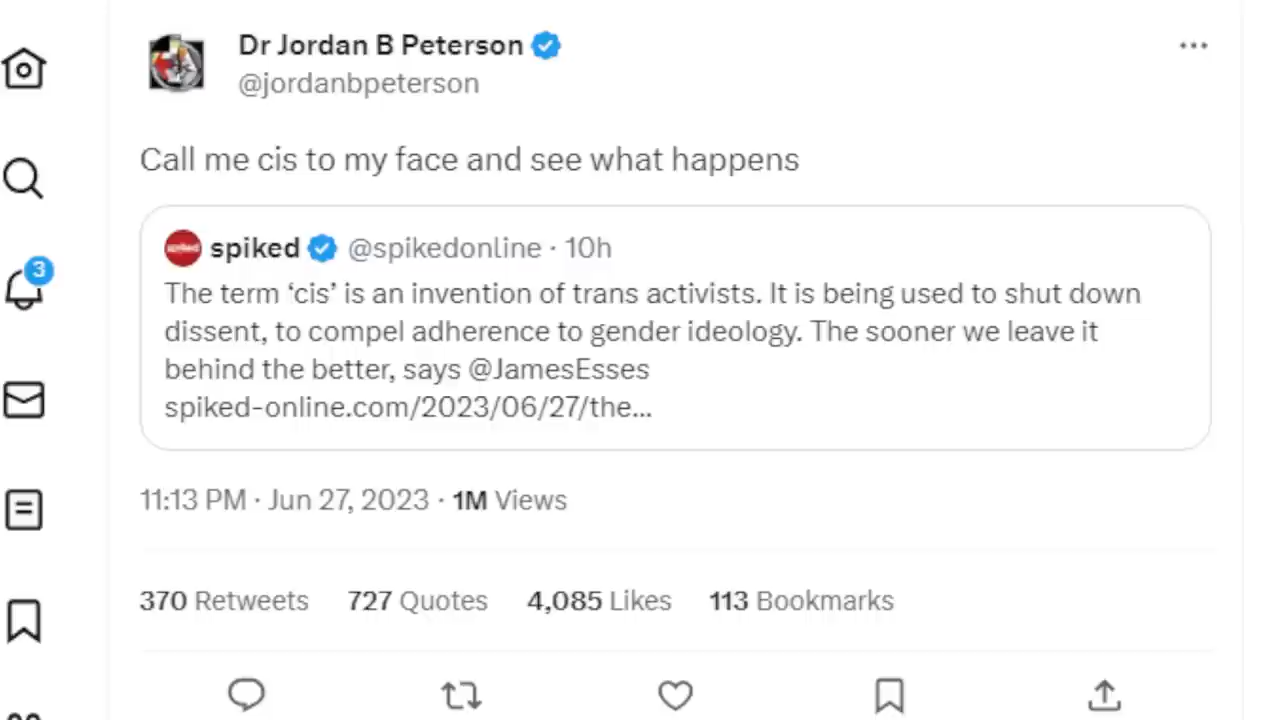 Dr Jordan B Peterson
@jordanbpeterson
Call me cis to my face and see what happens
spiked @spikedonline · 10h
The term ‘cis’ is an invention of trans activists. It is being used to shut down
dissent, to compel adherence to gender ideology. The sooner we leave it
behind the better, says @JamesEsses
spiked-online.com/2023/06/27/the...
11:13 PM · Jun 27, 2023 · 1M Views
370 Retweets 727 Quotes 4,085 Likes 113 Bookmarks
3